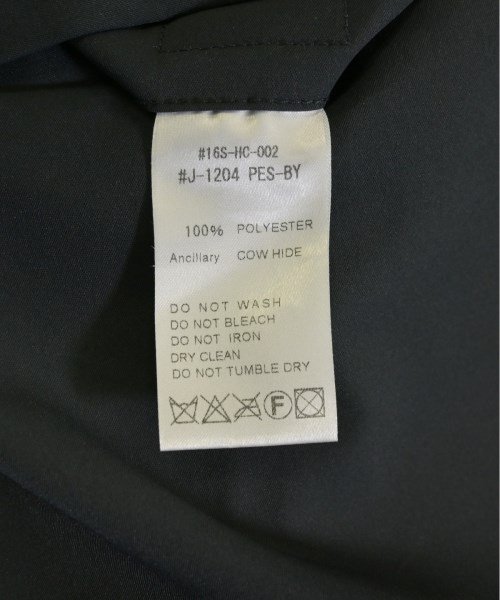 #16S-HC-002
#J-1204 PES-BY
100% POLYESTER
Ancillary COW HIDE
DO NOT WASH
DO NOT BLEACH
DO NOT IRON
DRY CLEAN
DO NOT TUMBLE DRY
F